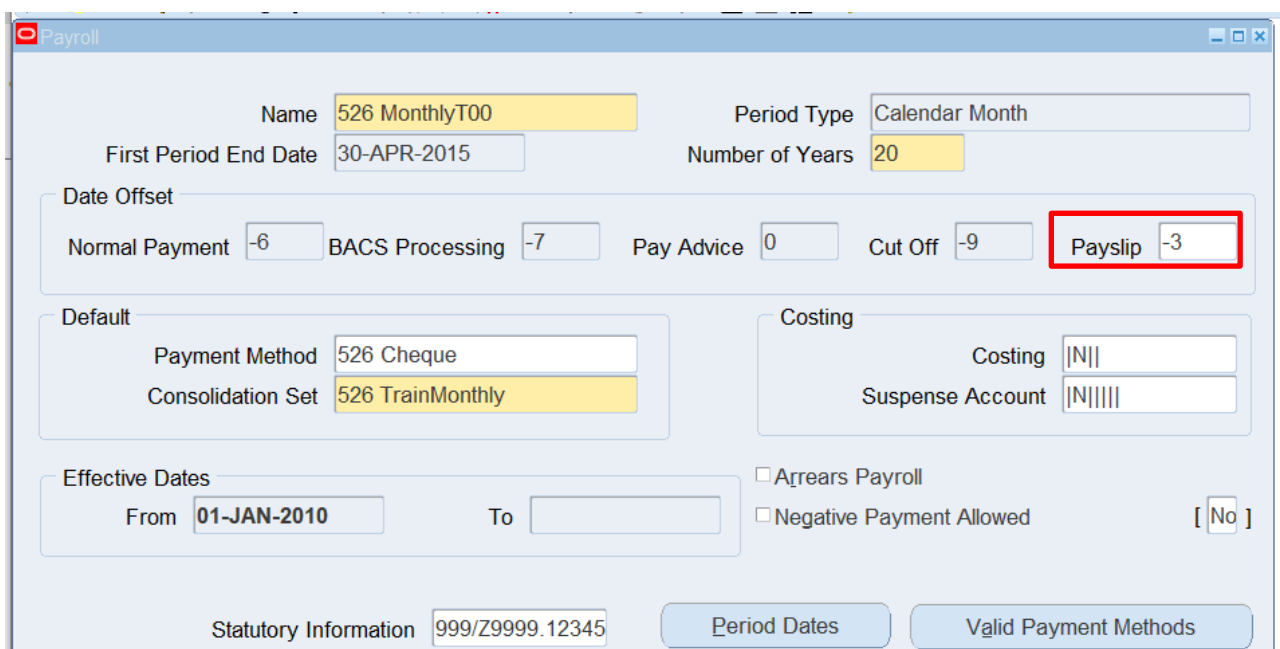 Payroll
Name 526 MonthlyT00 Period Type Calendar Month
First Period End Date 30-APR-2015 Number of Years 20
Date Offset
Normal Payment -6 BACS Processing -7 Pay Advice 0 Cut Off -9 Payslip -3
Default Costing
Payment Method 526 Cheque Costing |N||
Consolidation Set 526 TrainMonthly Suspense Account |N|||||
Effective Dates Arrears Payroll
From 01-JAN-2010 To Negative Payment Allowed [ No ]
Statutory Information 999/Z9999.12345 Period Dates Valid Payment Methods